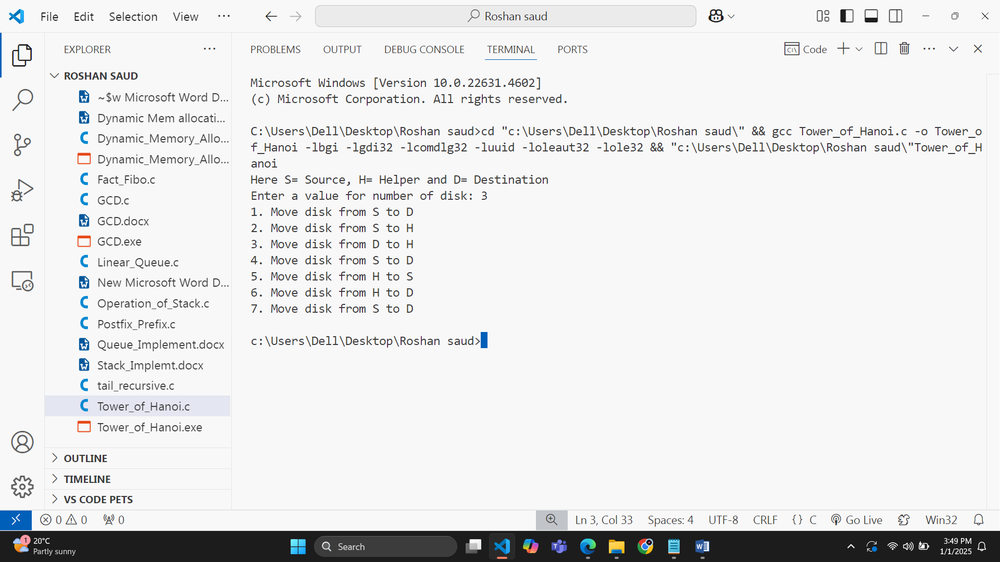 File Edit Selection View ···
Roshan saud
EXPLORER ···
ROSHAN SAUD
~$w Microsoft Word D...
Dynamic Mem allocati...
Dynamic_Memory_Allo...
Dynamic_Memory_Allo...
Fact_Fibo.c
GCD.c
GCD.docx
GCD.exe
Linear_Queue.c
New Microsoft Word D...
Operation_of_Stack.c
Postfix_Prefix.c
Queue_Implement.docx
Stack_Implemt.docx
tail_recursive.c
Tower_of_Hanoi.c
Tower_of_Hanoi.exe
OUTLINE
TIMELINE
VS CODE PETS
PROBLEMS OUTPUT DEBUG CONSOLE TERMINAL PORTS
Code
Microsoft Windows [Version 10.0.22631.4602]
(c) Microsoft Corporation. All rights reserved.
C:\Users\Dell\Desktop\Roshan saud>cd "c:\Users\Dell\Desktop\Roshan saud\" && gcc Tower_of_Hanoi.c -o Tower_o
f_Hanoi -lbgi -lgdi32 -lcomdlg32 -luuid -loleaut32 -lole32 && "c:\Users\Dell\Desktop\Roshan saud\"Tower_of_H
anoi
Here S= Source, H= Helper and D= Destination
Enter a value for number of disk: 3
1. Move disk from S to D
2. Move disk from S to H
3. Move disk from D to H
4. Move disk from S to D
5. Move disk from H to S
6. Move disk from H to D
7. Move disk from S to D
c:\Users\Dell\Desktop\Roshan saud>
0 0 0
Ln 3, Col 33 Spaces: 4 UTF-8 CRLF {} C Go Live Win32
1
20°C
Partly sunny
Search
3:49 PM
1/1/2025